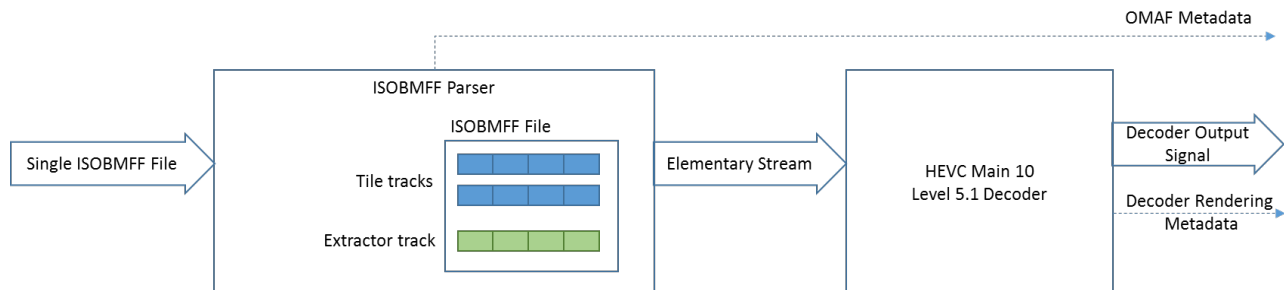 OMAF Metadata
ISOBMFF Parser
ISOBMFF File
Single ISOBMFF File
Tile tracks
Extractor track
Elementary Stream
HEVC Main 10
Level 5.1 Decoder
Decoder Output
Signal
Decoder Rendering
Metadata